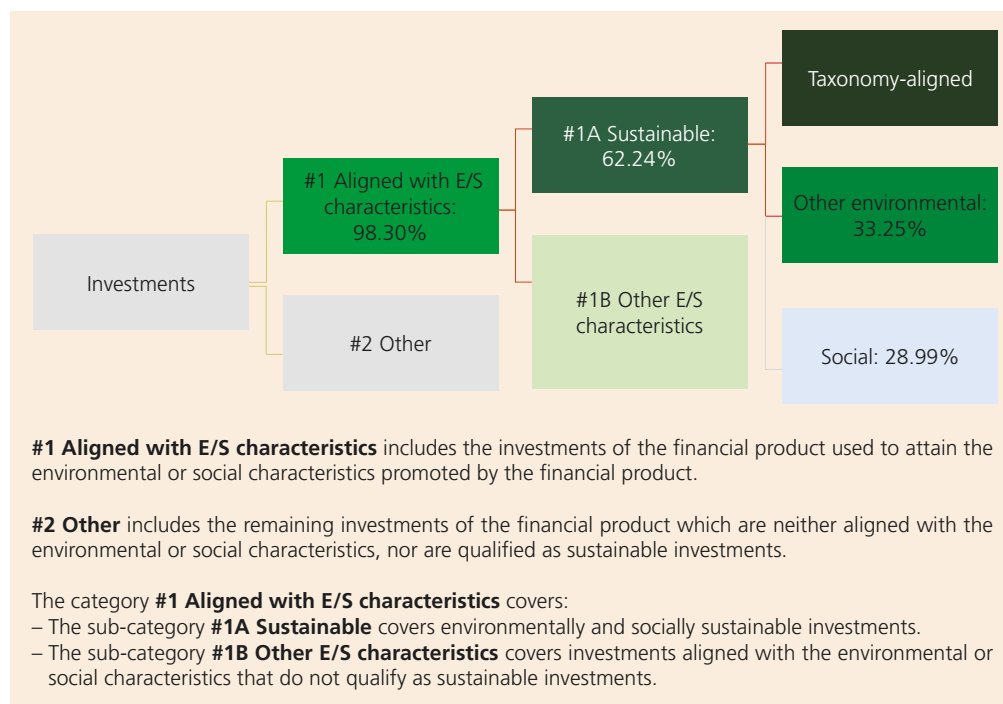 Investments
#1 Aligned with E/S
characteristics:
98.30%
#2 Other
#1A Sustainable:
62.24%
#1B Other E/S
characteristics
Taxonomy-aligned
Other environmental:
33.25%
Social: 28.99%
#1 Aligned with E/S characteristics includes the investments of the financial product used to attain the
environmental or social characteristics promoted by the financial product.
#2 Other includes the remaining investments of the financial product which are neither aligned with the
environmental or social characteristics, nor are qualified as sustainable investments.
The category #1 Aligned with E/S characteristics covers:
– The sub-category #1A Sustainable covers environmentally and socially sustainable investments.
– The sub-category #1B Other E/S characteristics covers investments aligned with the environmental or
social characteristics that do not qualify as sustainable investments.